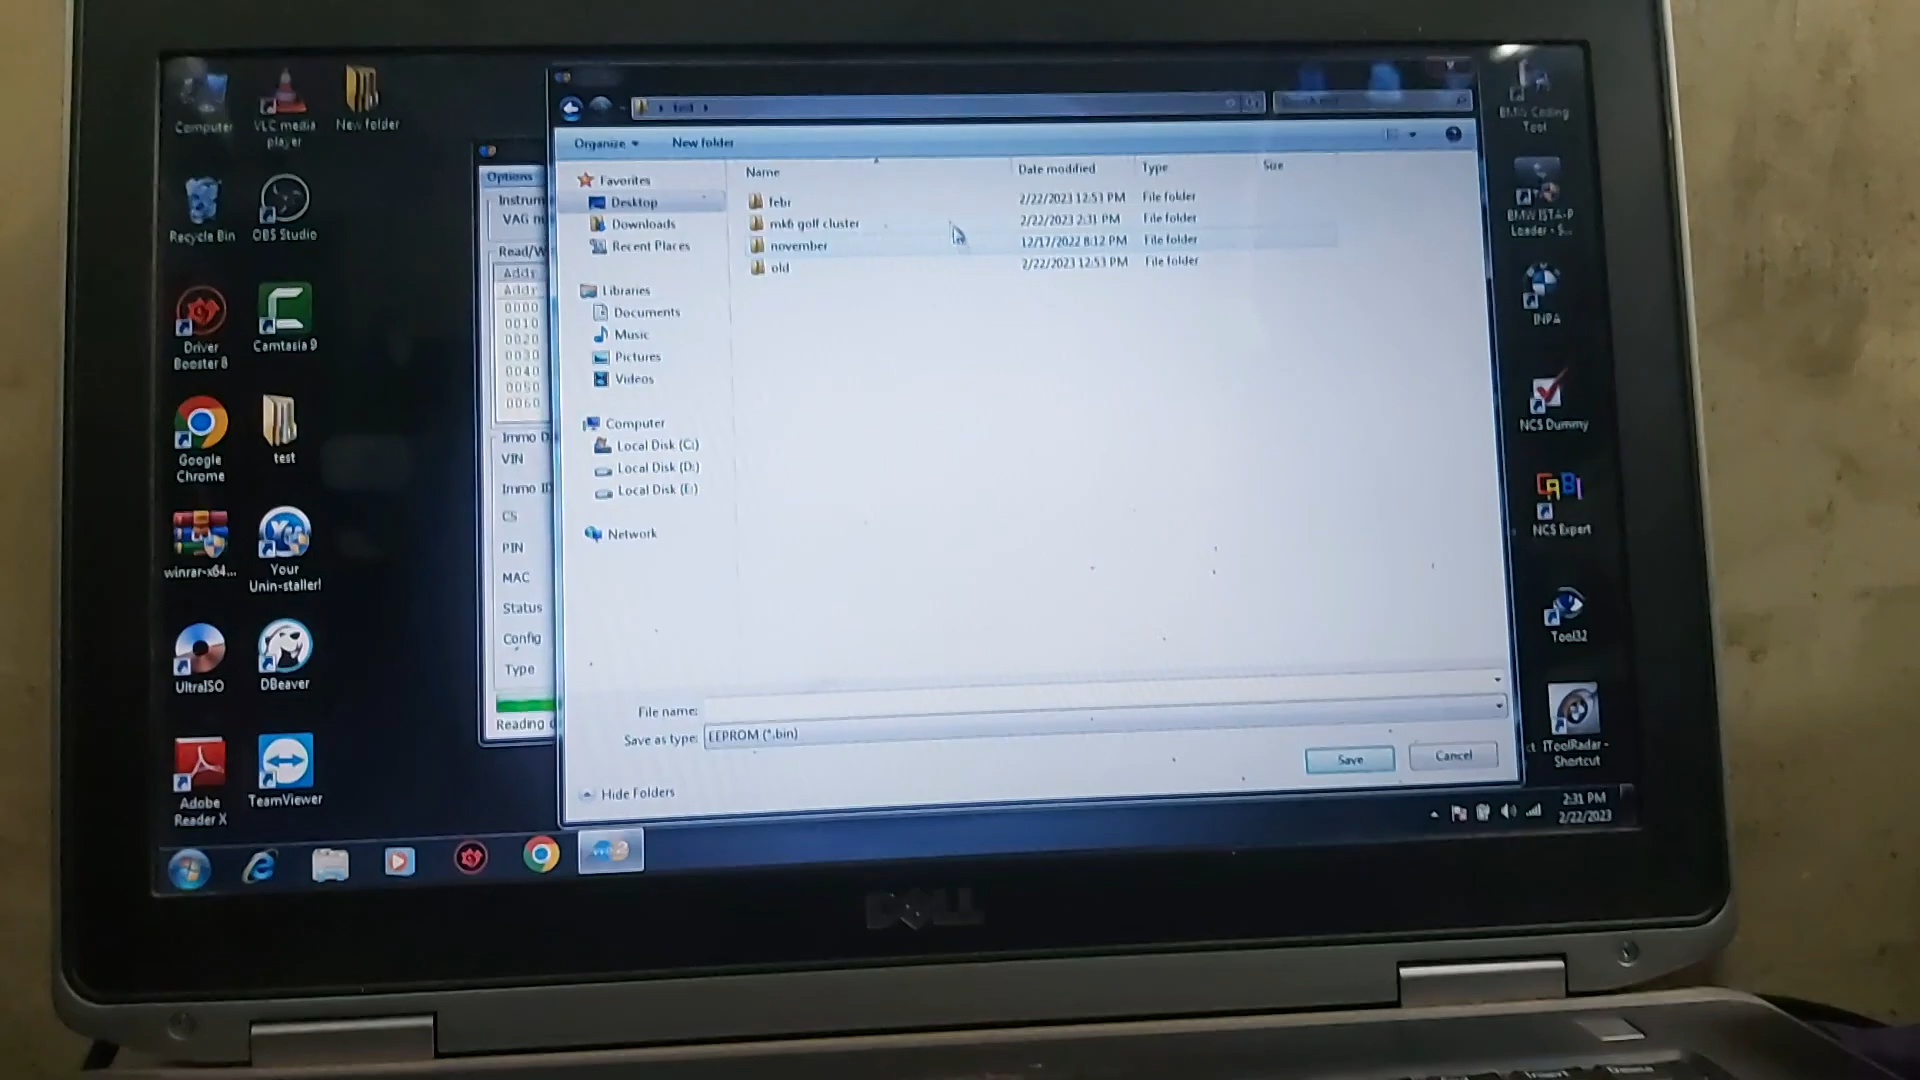 Computer
VLC media
player
New folder
Recycle Bin
OBS Studio
Driver
Booster 8
Camtasia 9
Google
Chrome
test
winrar-x64...
Your
Unin-staller!
UltraISO
DBeaver
Adobe
Reader X
TeamViewer
Options
Instrum
VAG n
Read/W
Addr
Addr
0000
0010
0020
0030
0040
0050
0060
Immo D
VIN
Immo ID
CS
PIN
MAC
Status
Config
Type
Reading d
test
Organize
New folder
Favorites
Desktop
Downloads
Recent Places
Libraries
Documents
Music
Pictures
Videos
Computer
Local Disk (C:)
Local Disk (D:)
Local Disk (E:)
Network
Name Date modified Type Size
febr 2/22/2023 12:53 PM File folder
mk6 golf cluster 2/22/2023 2:31 PM File folder
november 12/17/2022 8:12 PM File folder
old 2/22/2023 12:53 PM File folder
File name:
Save as type: EEPROM (*.bin)
Hide Folders
Save
Cancel
BMW Coding
Tool
BMW ISTA-P
Loader - S...
INPA
NCS Dummy
NCS Expert
Tool32
IToolRadar -
Shortcut
2:31 PM
2/22/2023
DELL